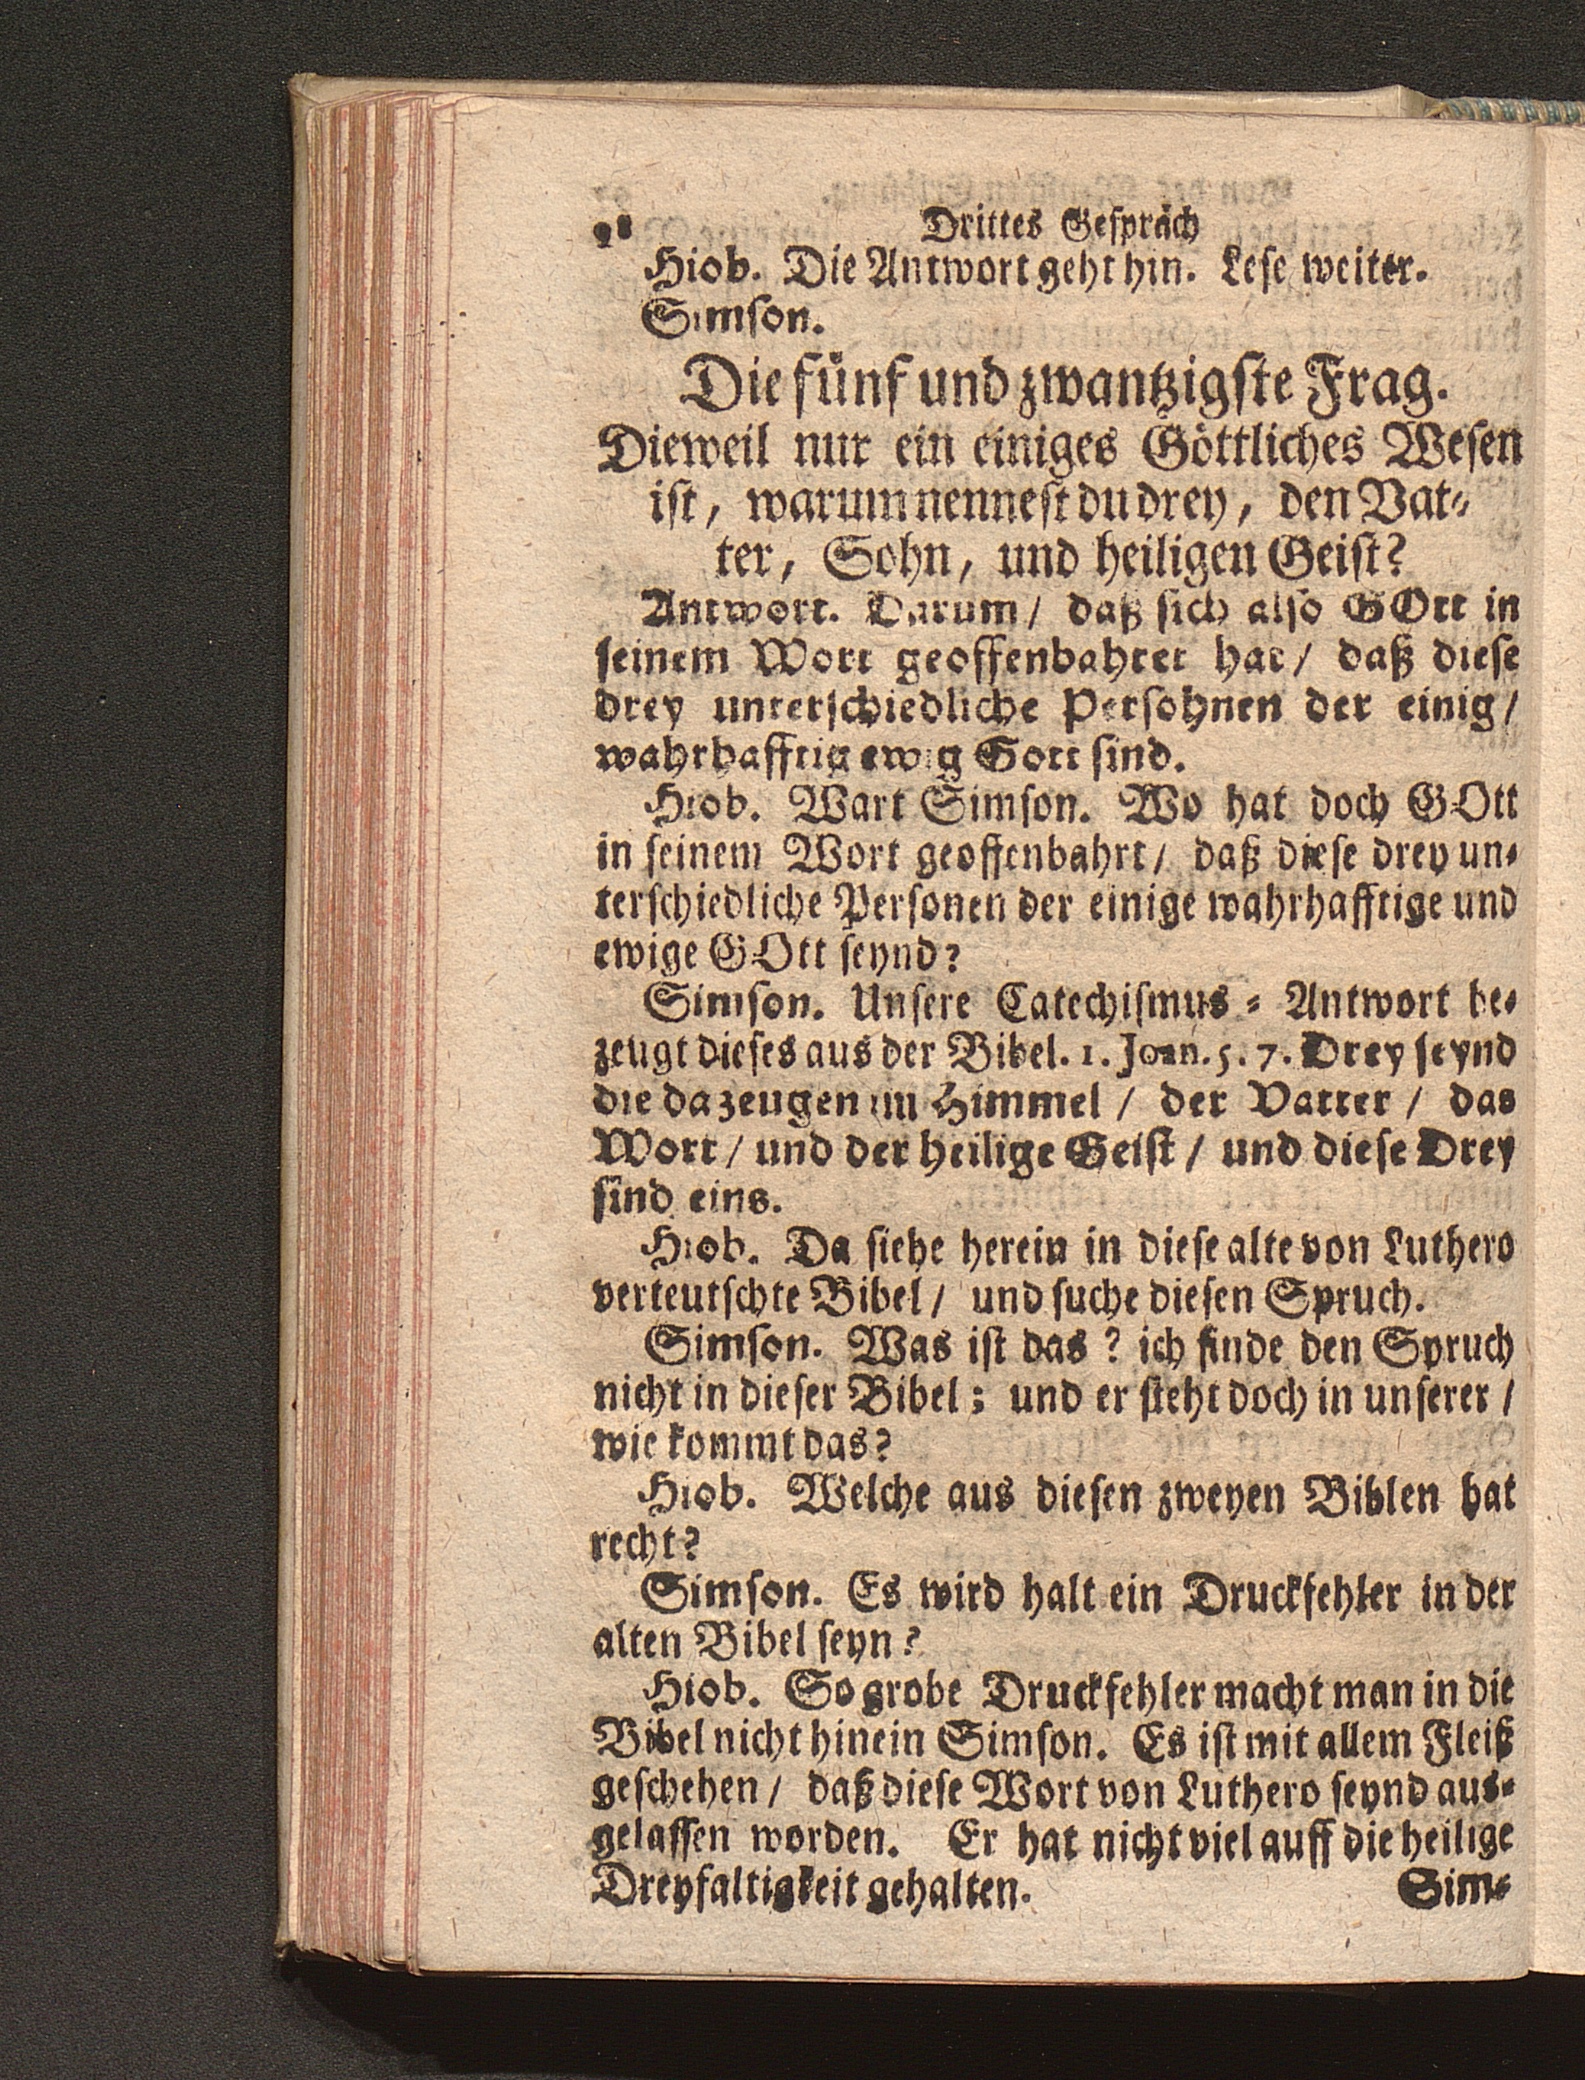 98 Drittes Gespräch
Hiob. Die Antwort geht hin. Lese weiter.
Simson.
Die fünf und zwantzigste Frag.
Dieweil nur ein einiges Göttliches Wesen
ist, warum nennest du drey, den Vat-
ter, Sohn, und heiligen Geist?
Antwort. Darum / daß sich also GOtt in
seinem Wort geoffenbahret hat / daß diese
drey unterschiedliche Persohnen der einig /
wahrhafftig ewig Gott sind.
Hiob. Wart Simson. Wo hat doch GOtt
in seinem Wort geoffenbahrt / daß diese drey un-
terschiedliche Personen der einige wahrhafftige und
ewige GOtt seynd?
Simson. Unsere Catechismus - Antwort be-
zeugt dieses aus der Bibel. 1. Joan. 5. 7. Drey seynd
die da zeugen im Himmel / der Vatter / das
Wort / und der heilige Geist / und diese Drey
sind eins.
Hiob. Da siehe herein in diese alte von Luthero
verteutschte Bibel / und suche diesen Spruch.
Simson. Was ist das ? ich finde den Spruch
nicht in dieser Bibel; und er steht doch in unserer /
wie kommt das?
Hiob. Welche aus diesen zweyen Biblen hat
recht?
Simson. Es wird halt ein Druckfehler in der
alten Bibel seyn?
Hiob. So grobe Druckfehler macht man in die
Bibel nicht hinein Simson. Es ist mit allem Fleiß
geschehen / daß diese Wort von Luthero seynd aus-
gelassen worden. Er hat nicht viel auff die heilige
Dreyfaltigkeit gehalten. Sim-